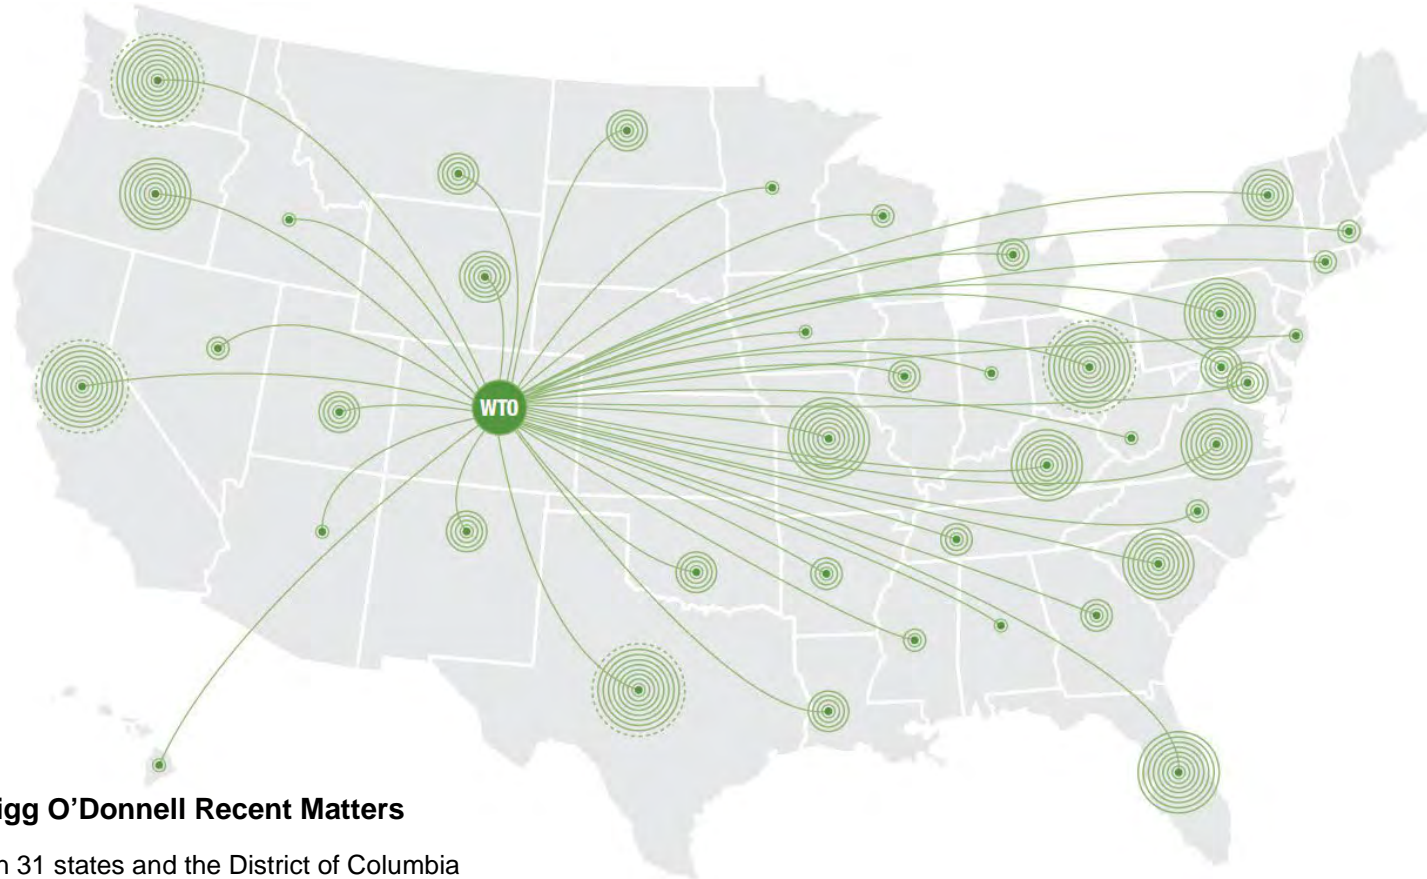 WTO
igg O’Donnell Recent Matters
n 31 states and the District of Columbia